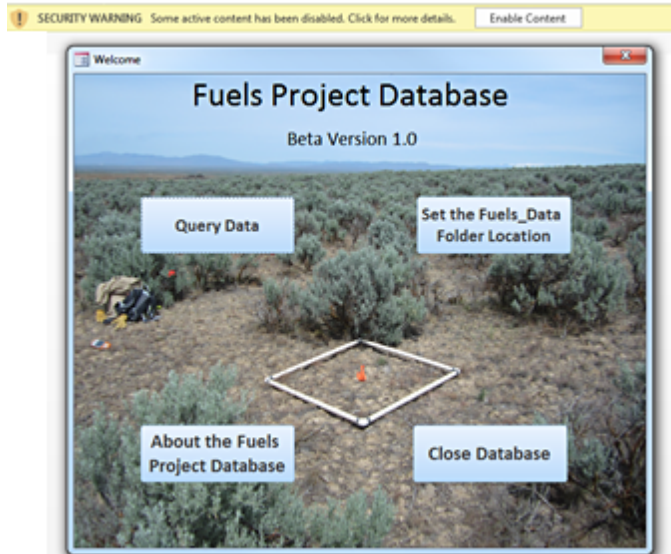 SECURITY WARNING Some active content has been disabled. Click for more details. Enable Content
Welcome
Fuels Project Database
Beta Version 1.0
Query Data
Set the Fuels_Data
Folder Location
About the Fuels
Project Database
Close Database